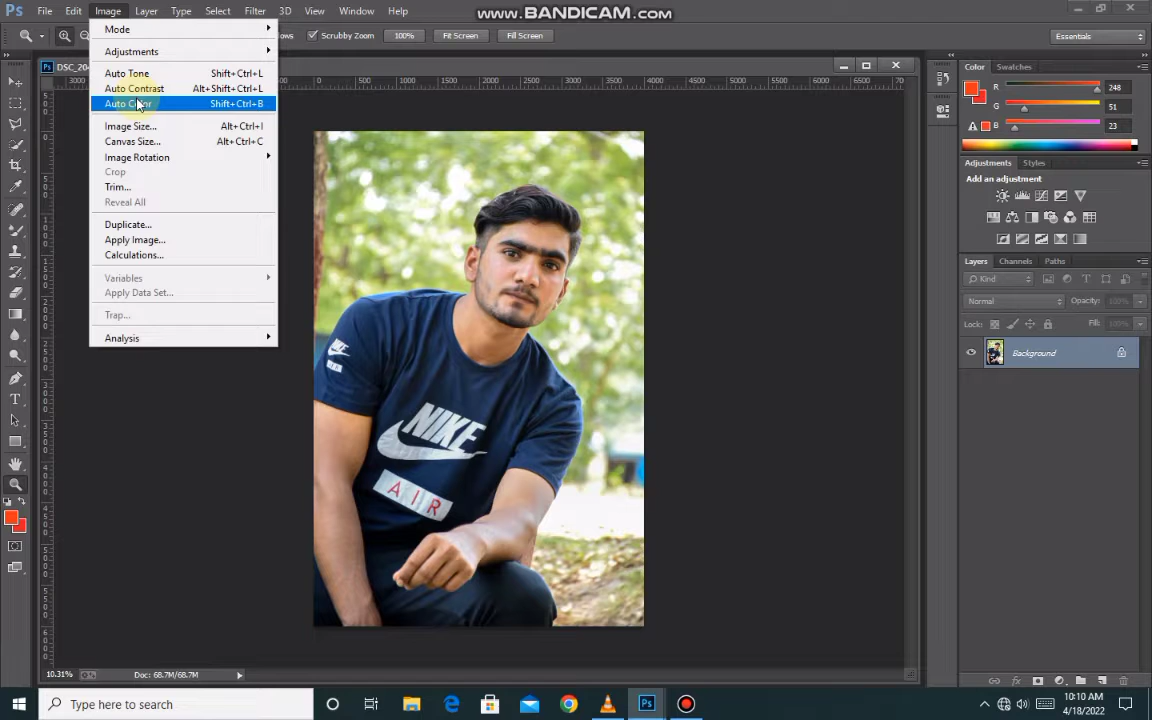 www.BANDICAM.com
Ps File Edit Image Layer Type Select Filter 3D View Window Help
Scrubby Zoom 100% Fit Screen Fill Screen Essentials
Mode
Adjustments
Auto Tone Shift+Ctrl+L
Auto Contrast Alt+Shift+Ctrl+L
Auto Color Shift+Ctrl+B
Image Size... Alt+Ctrl+I
Canvas Size... Alt+Ctrl+C
Image Rotation
Crop
Trim...
Reveal All
Duplicate...
Apply Image...
Calculations...
Variables
Apply Data Set...
Trap...
Analysis
NIKE
NIKE
AIR
Color Swatches
R 248
G 51
B 23
Adjustments Styles
Add an adjustment
Layers Channels Paths
Kind
Normal Opacity: 100%
Lock: Fill: 100%
Background
10.31% Doc: 68.7M/68.7M
Type here to search
10:10 AM
4/18/2022